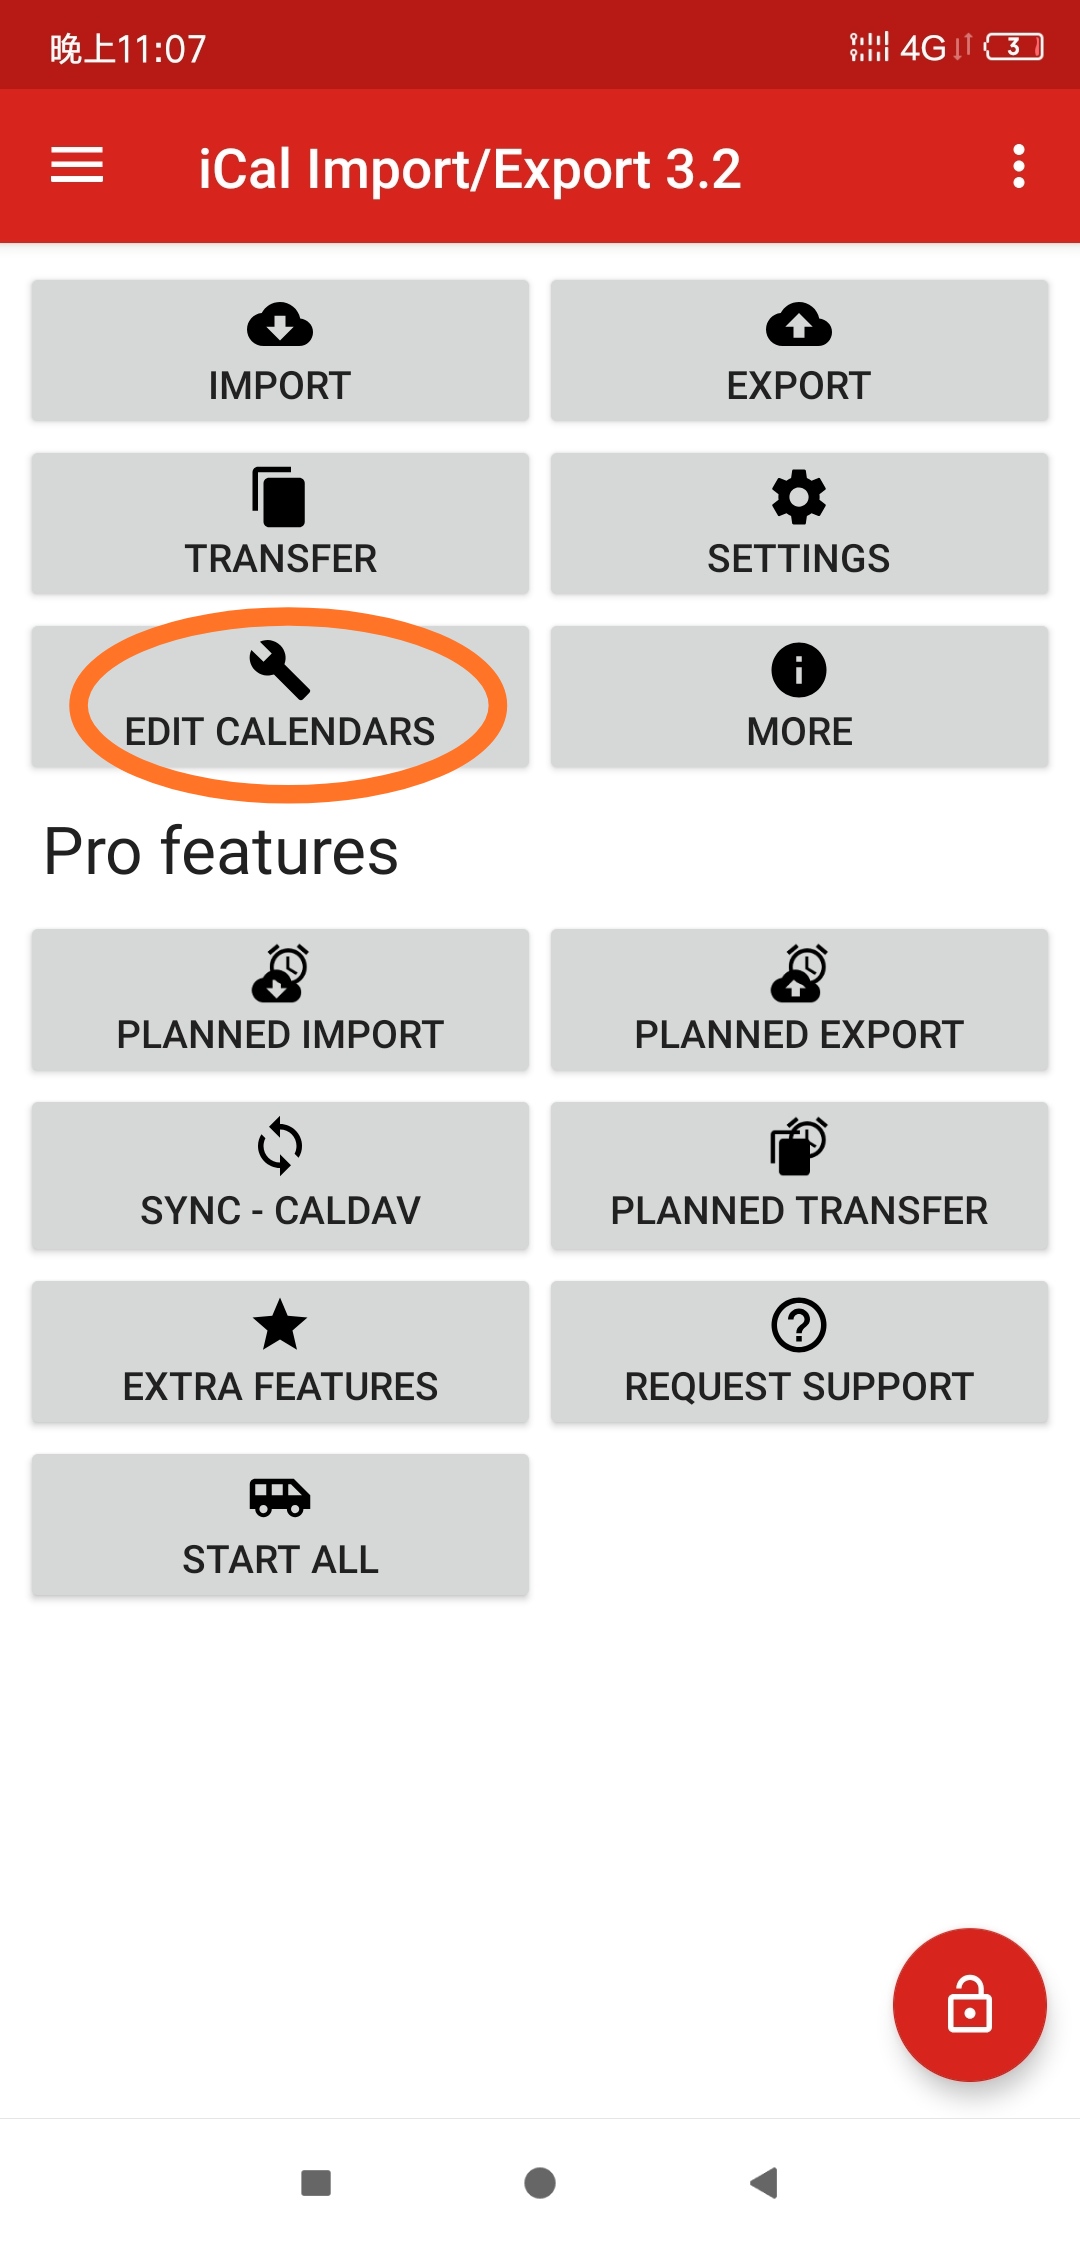 晚上11:07
4G
3
iCal Import/Export 3.2
IMPORT
EXPORT
TRANSFER
SETTINGS
EDIT CALENDARS
MORE
Pro features
PLANNED IMPORT
PLANNED EXPORT
SYNC - CALDAV
PLANNED TRANSFER
EXTRA FEATURES
REQUEST SUPPORT
START ALL